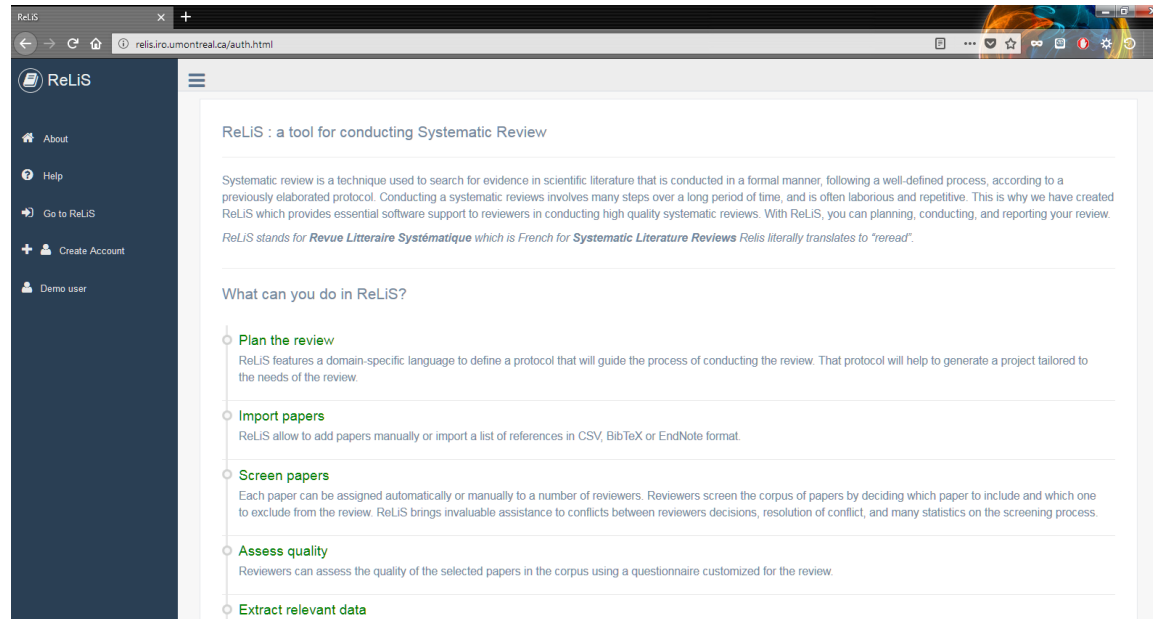 ReLiS
relis.iro.umontreal.ca/auth.html
ReLiS
About
Help
Go to ReLiS
Create Account
Demo user
ReLiS : a tool for conducting Systematic Review
Systematic review is a technique used to search for evidence in scientific literature that is conducted in a formal manner, following a well-defined process, according to a
previously elaborated protocol. Conducting a systematic reviews involves many steps over a long period of time, and is often laborious and repetitive. This is why we have created
ReLiS which provides essential software support to reviewers in conducting high quality systematic reviews. With ReLiS, you can planning, conducting, and reporting your review.
ReLiS stands for Revue Litteraire Systématique which is French for Systematic Literature Reviews Relis literally translates to “reread”.
What can you do in ReLiS?
Plan the review
ReLiS features a domain-specific language to define a protocol that will guide the process of conducting the review. That protocol will help to generate a project tailored to
the needs of the review.
Import papers
ReLiS allow to add papers manually or import a list of references in CSV, BibTeX or EndNote format.
Screen papers
Each paper can be assigned automatically or manually to a number of reviewers. Reviewers screen the corpus of papers by deciding which paper to include and which one
to exclude from the review. ReLiS brings invaluable assistance to conflicts between reviewers decisions, resolution of conflict, and many statistics on the screening process.
Assess quality
Reviewers can assess the quality of the selected papers in the corpus using a questionnaire customized for the review.
Extract relevant data